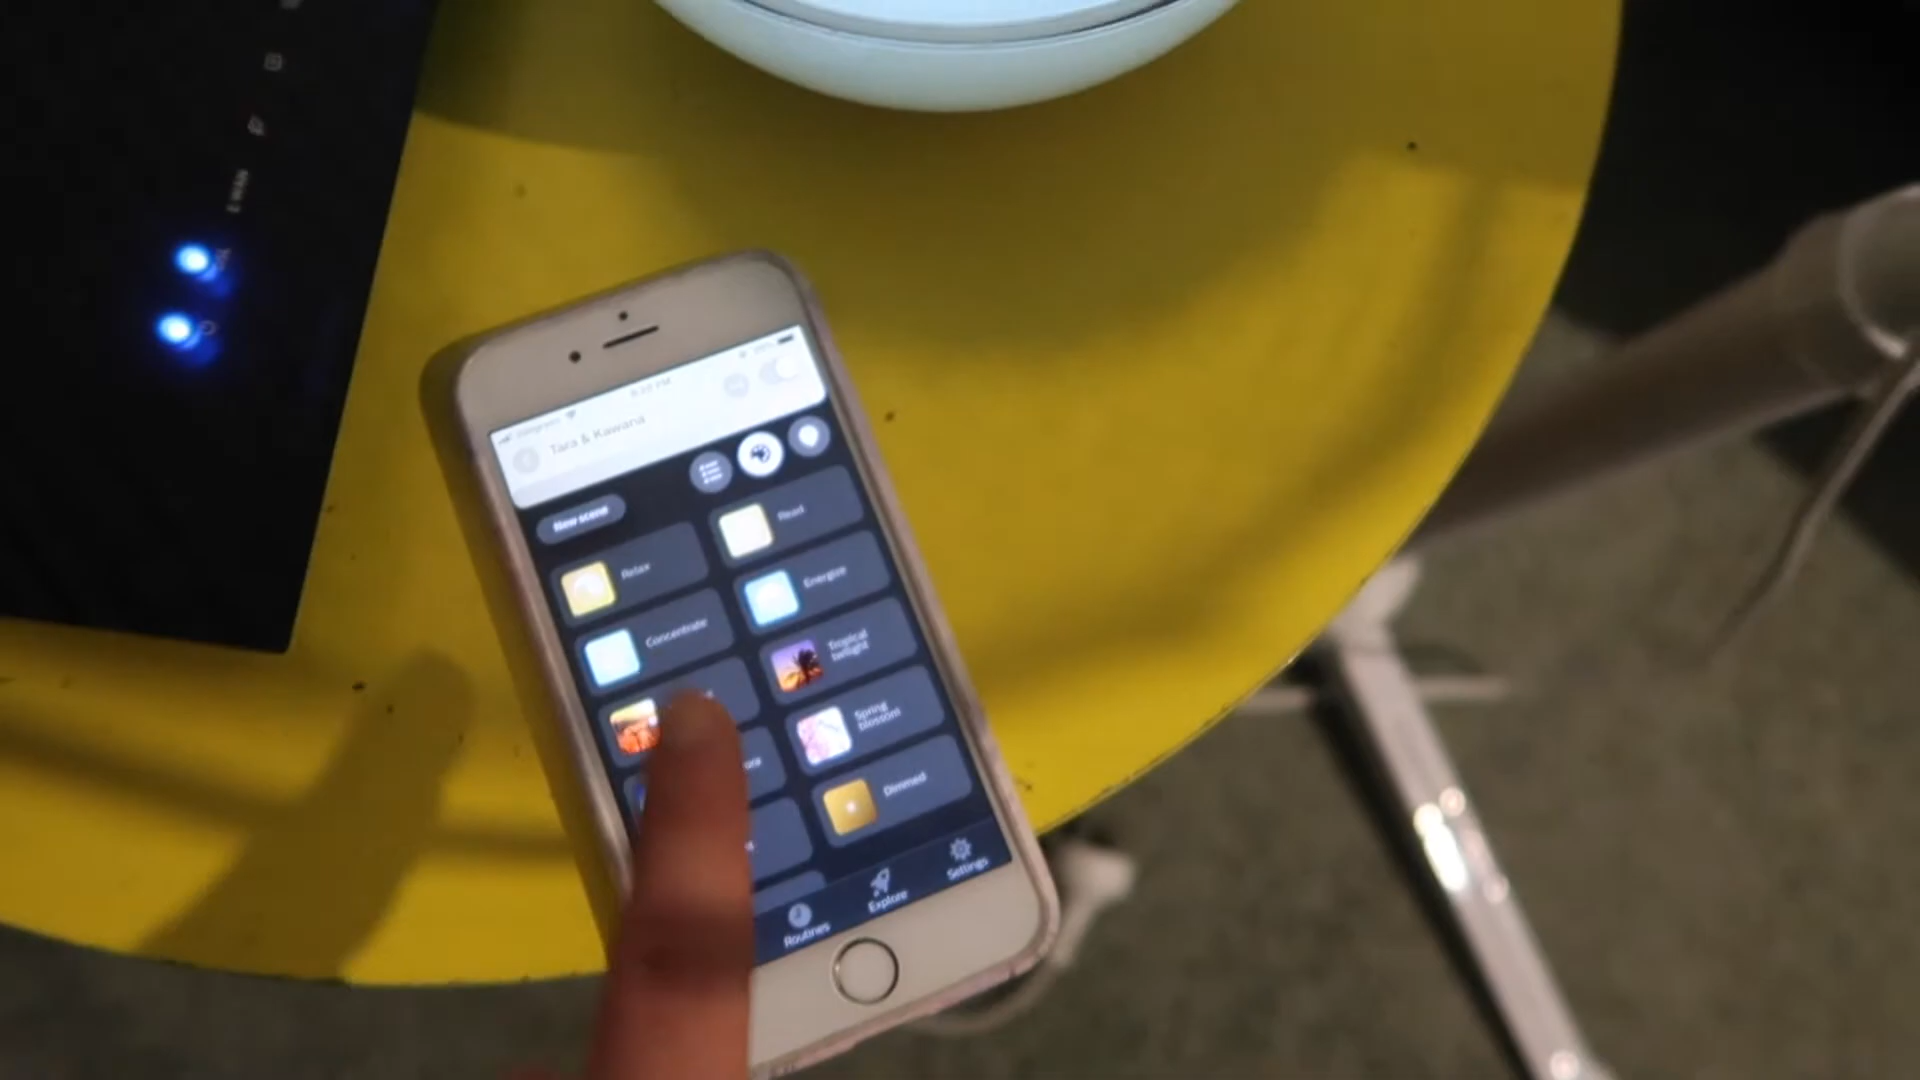 Tara & Kawana
New scene
Read
Relax
Energize
Concentrate
Tropical
twilight
Spring
blossom
Dimmed
Routines
Explore
Settings